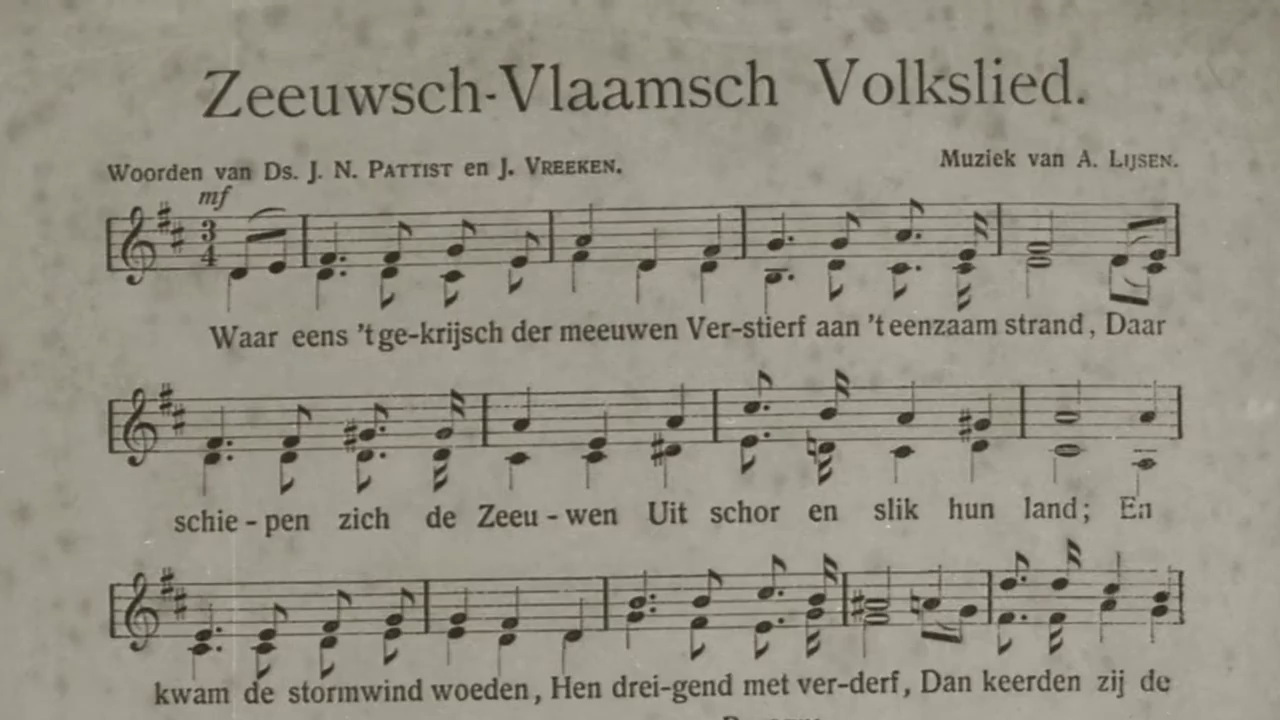 Zeeuwsch-Vlaamsch Volkslied.
Woorden van Ds. J. N. PATTIST en J. VREEKEN.
Muziek van A. LIJSEN.
mf
3
4
Waar eens 't ge-krijsch der meeuwen Ver-stierf aan 't eenzaam strand, Daar
schie-pen zich de Zeeu-wen Uit schor en slik hun land; En
kwam de stormwind woeden, Hen drei-gend met ver-derf, Dan keerden zij de